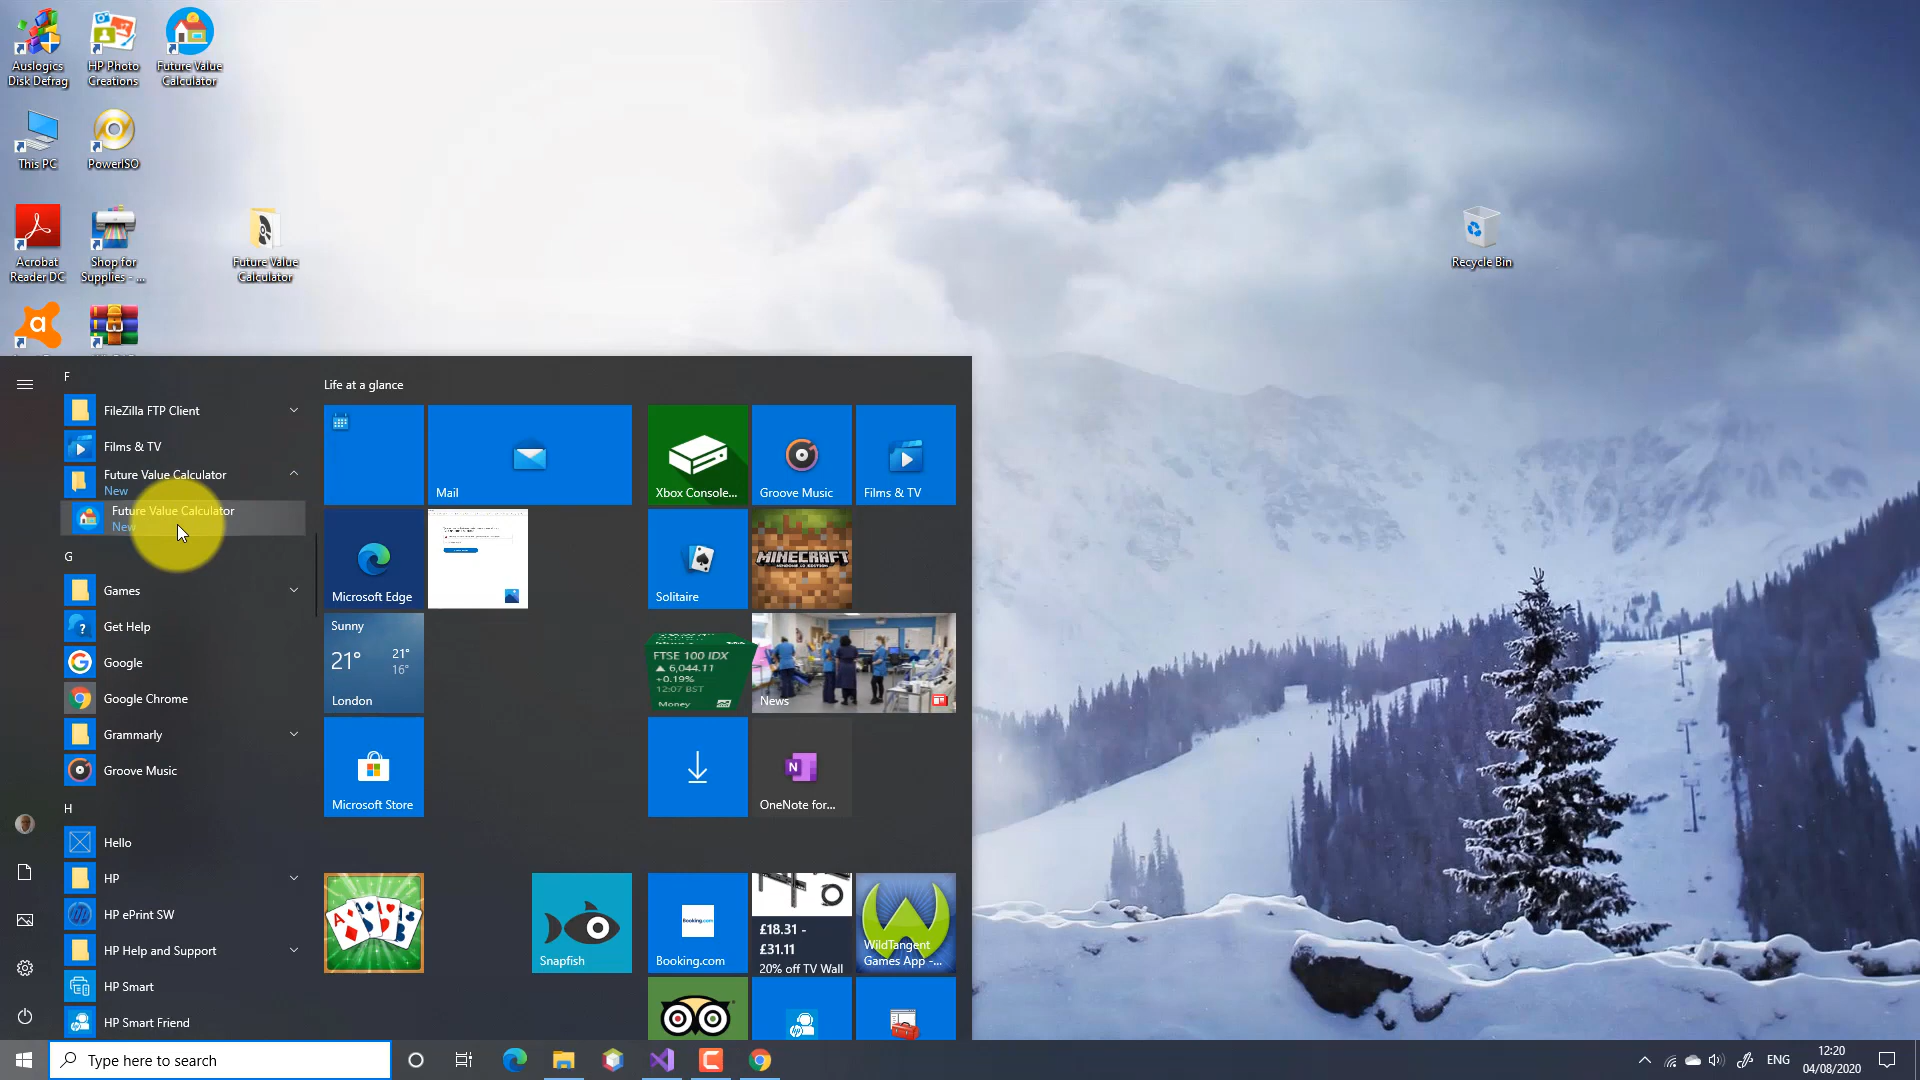 Auslogics
Disk Defrag
HP Photo
Creations
Future Value
Calculator
This PC
PowerISO
Acrobat
Reader DC
Shop for
Supplies - ...
Future Value
Calculator
Recycle Bin
F
FileZilla FTP Client
Films & TV
Future Value Calculator
New
Future Value Calculator
New
G
Games
Get Help
Google
Google Chrome
Grammarly
Groove Music
H
Hello
HP
HP ePrint SW
HP Help and Support
HP Smart
HP Smart Friend
Life at a glance
Mail
Xbox Console...
Groove Music
Films & TV
Microsoft Edge
Solitaire
MINECRAFT
WINDOWS 10 EDITION
Sunny
21°
21°
16°
London
FTSE 100 IDX
▲ 6,044.11
+0.19%
12:07 BST
Money
News
Microsoft Store
OneNote for...
Snapfish
Booking.com
Booking.com
£18.31 -
£31.11
20% off TV Wall
WildTangent
Games App -...
Type here to search
ENG
12:20
04/08/2020